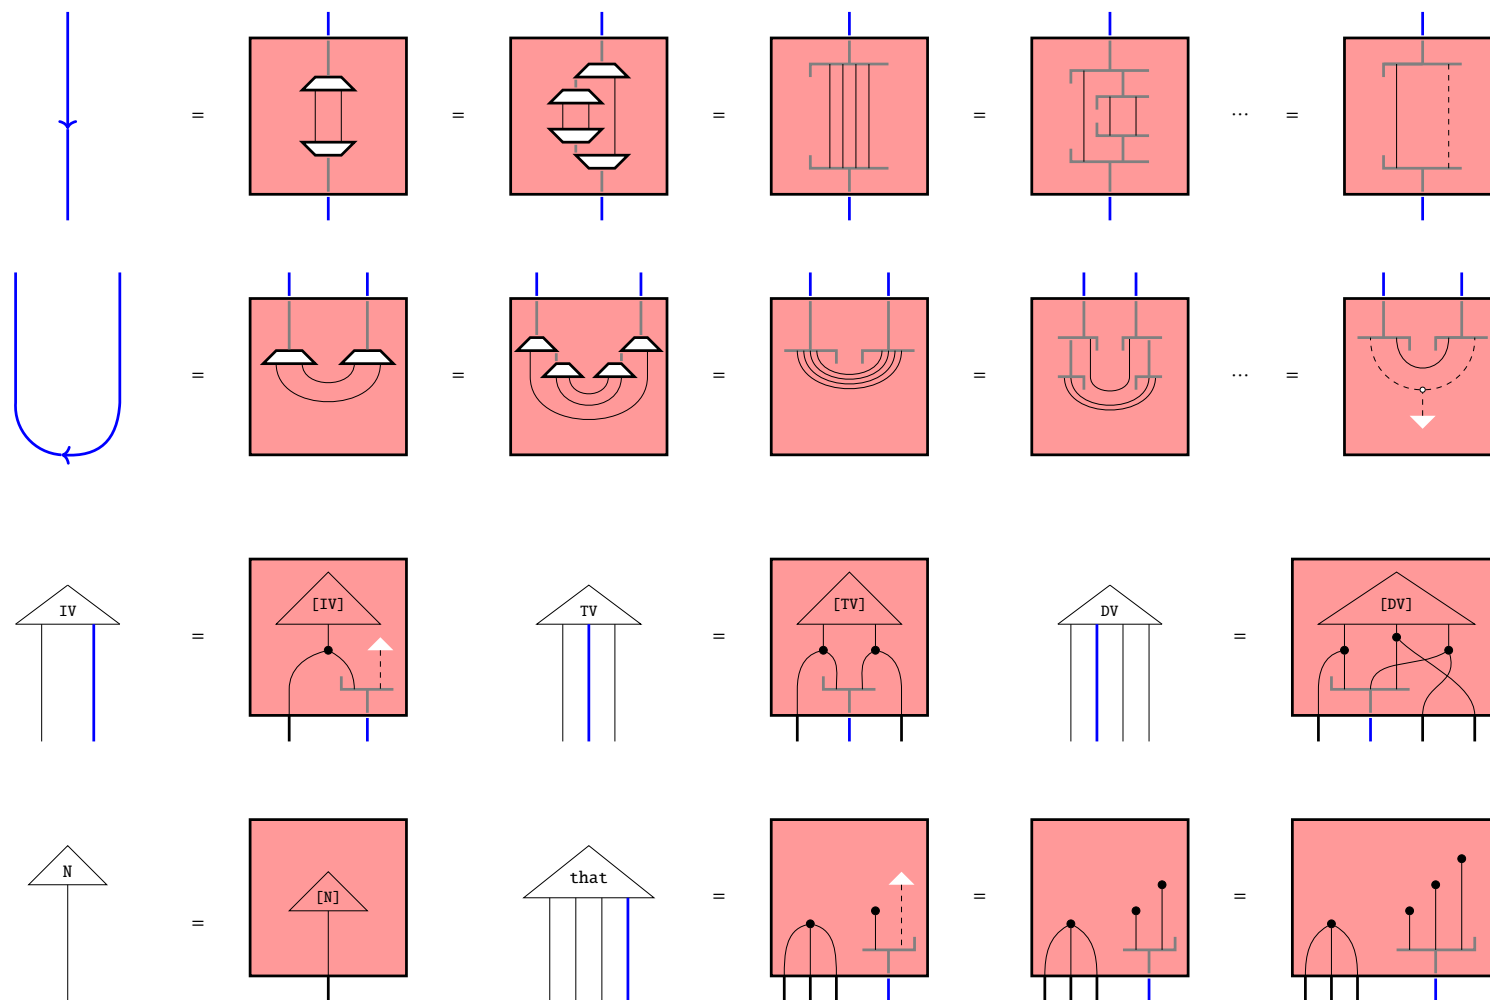 = = = = ⋯ =
= = = = ⋯ =
IV = [IV] TV = [TV] DV = [DV]
N = [N] that = = =